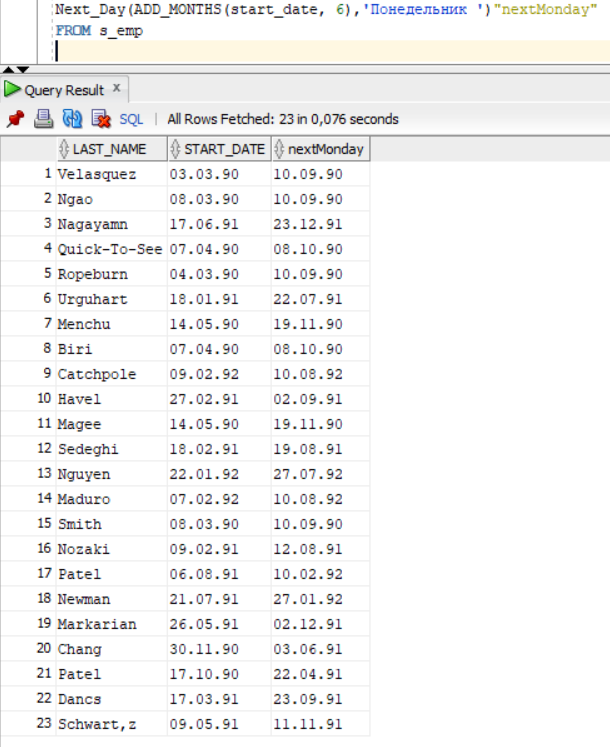 Next_Day(ADD_MONTHS(start_date, 6),'Понедельник ')"nextMonday"
FROM s_emp
Query Result x
SQL | All Rows Fetched: 23 in 0,076 seconds
LAST_NAME START_DATE nextMonday
1 Velasquez 03.03.90 10.09.90
2 Ngao 08.03.90 10.09.90
3 Nagayamn 17.06.91 23.12.91
4 Quick-To-See 07.04.90 08.10.90
5 Ropeburn 04.03.90 10.09.90
6 Urguhart 18.01.91 22.07.91
7 Menchu 14.05.90 19.11.90
8 Biri 07.04.90 08.10.90
9 Catchpole 09.02.92 10.08.92
10 Havel 27.02.91 02.09.91
11 Magee 14.05.90 19.11.90
12 Sedeghi 18.02.91 19.08.91
13 Nguyen 22.01.92 27.07.92
14 Maduro 07.02.92 10.08.92
15 Smith 08.03.90 10.09.90
16 Nozaki 09.02.91 12.08.91
17 Patel 06.08.91 10.02.92
18 Newman 21.07.91 27.01.92
19 Markarian 26.05.91 02.12.91
20 Chang 30.11.90 03.06.91
21 Patel 17.10.90 22.04.91
22 Dancs 17.03.91 23.09.91
23 Schwart,z 09.05.91 11.11.91